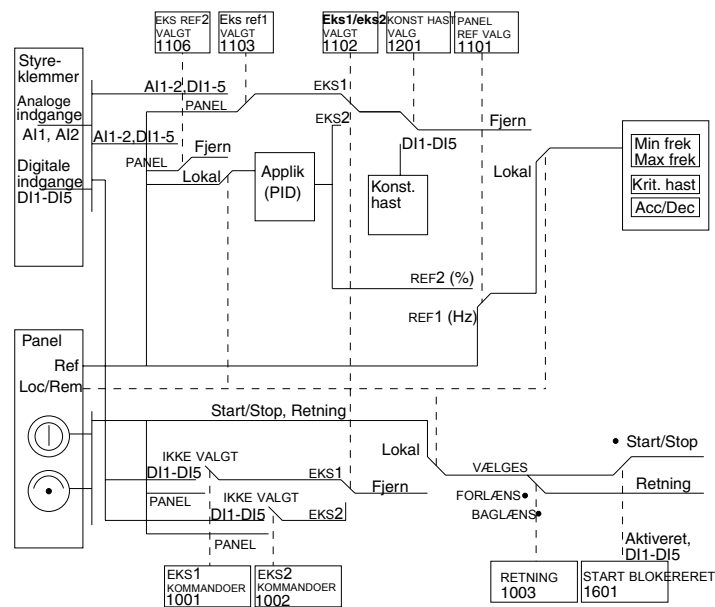 EKS REF2
VALGT
1106
Eks ref1
VALGT
1103
Eks1/eks2
VALGT
1102
KONST HAST
VALG
1201
PANEL
REF VALG
1101
Styre-
klemmer
Analoge
indgange
AI1, AI2
Digitale
indgange
DI1-DI5
AI1-2,DI1-5
PANEL
EKS1
EKS2
AI1-2,DI1-5
PANEL
Fjern
Lokal
Applik
(PID)
DI1-DI5
Konst.
hast
Fjern
Lokal
Min frek
Max frek
Krit. hast
Acc/Dec
REF2 (%)
REF1 (Hz)
Panel
Ref
Loc/Rem
Start/Stop, Retning
Lokal
IKKE VALGT
DI1-DI5
PANEL
EKS1
Fjern
IKKE VALGT
DI1-DI5
EKS2
PANEL
VÆLGES
FORLÆNS
BAGLÆNS
Start/Stop
Retning
Aktiveret,
DI1-DI5
EKS1
KOMMANDOER
1001
EKS2
KOMMANDOER
1002
RETNING
1003
START BLOKERERET
1601